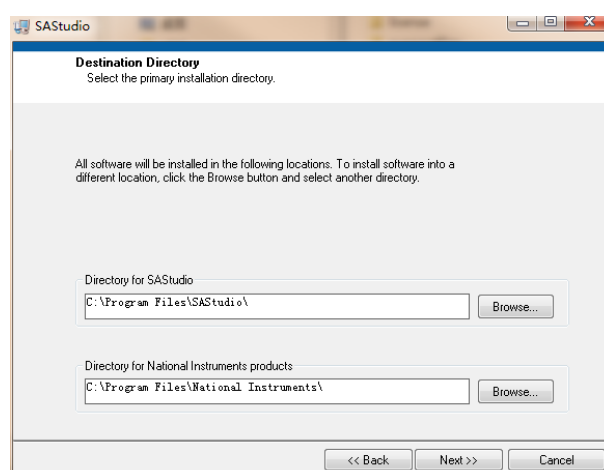 SAStudio
Destination Directory
Select the primary installation directory.
All software will be installed in the following locations. To install software into a
different location, click the Browse button and select another directory.
Directory for SAStudio
C:\Program Files\SAStudio\
Browse...
Directory for National Instruments products
C:\Program Files\National Instruments\
Browse...
<< Back
Next >>
Cancel